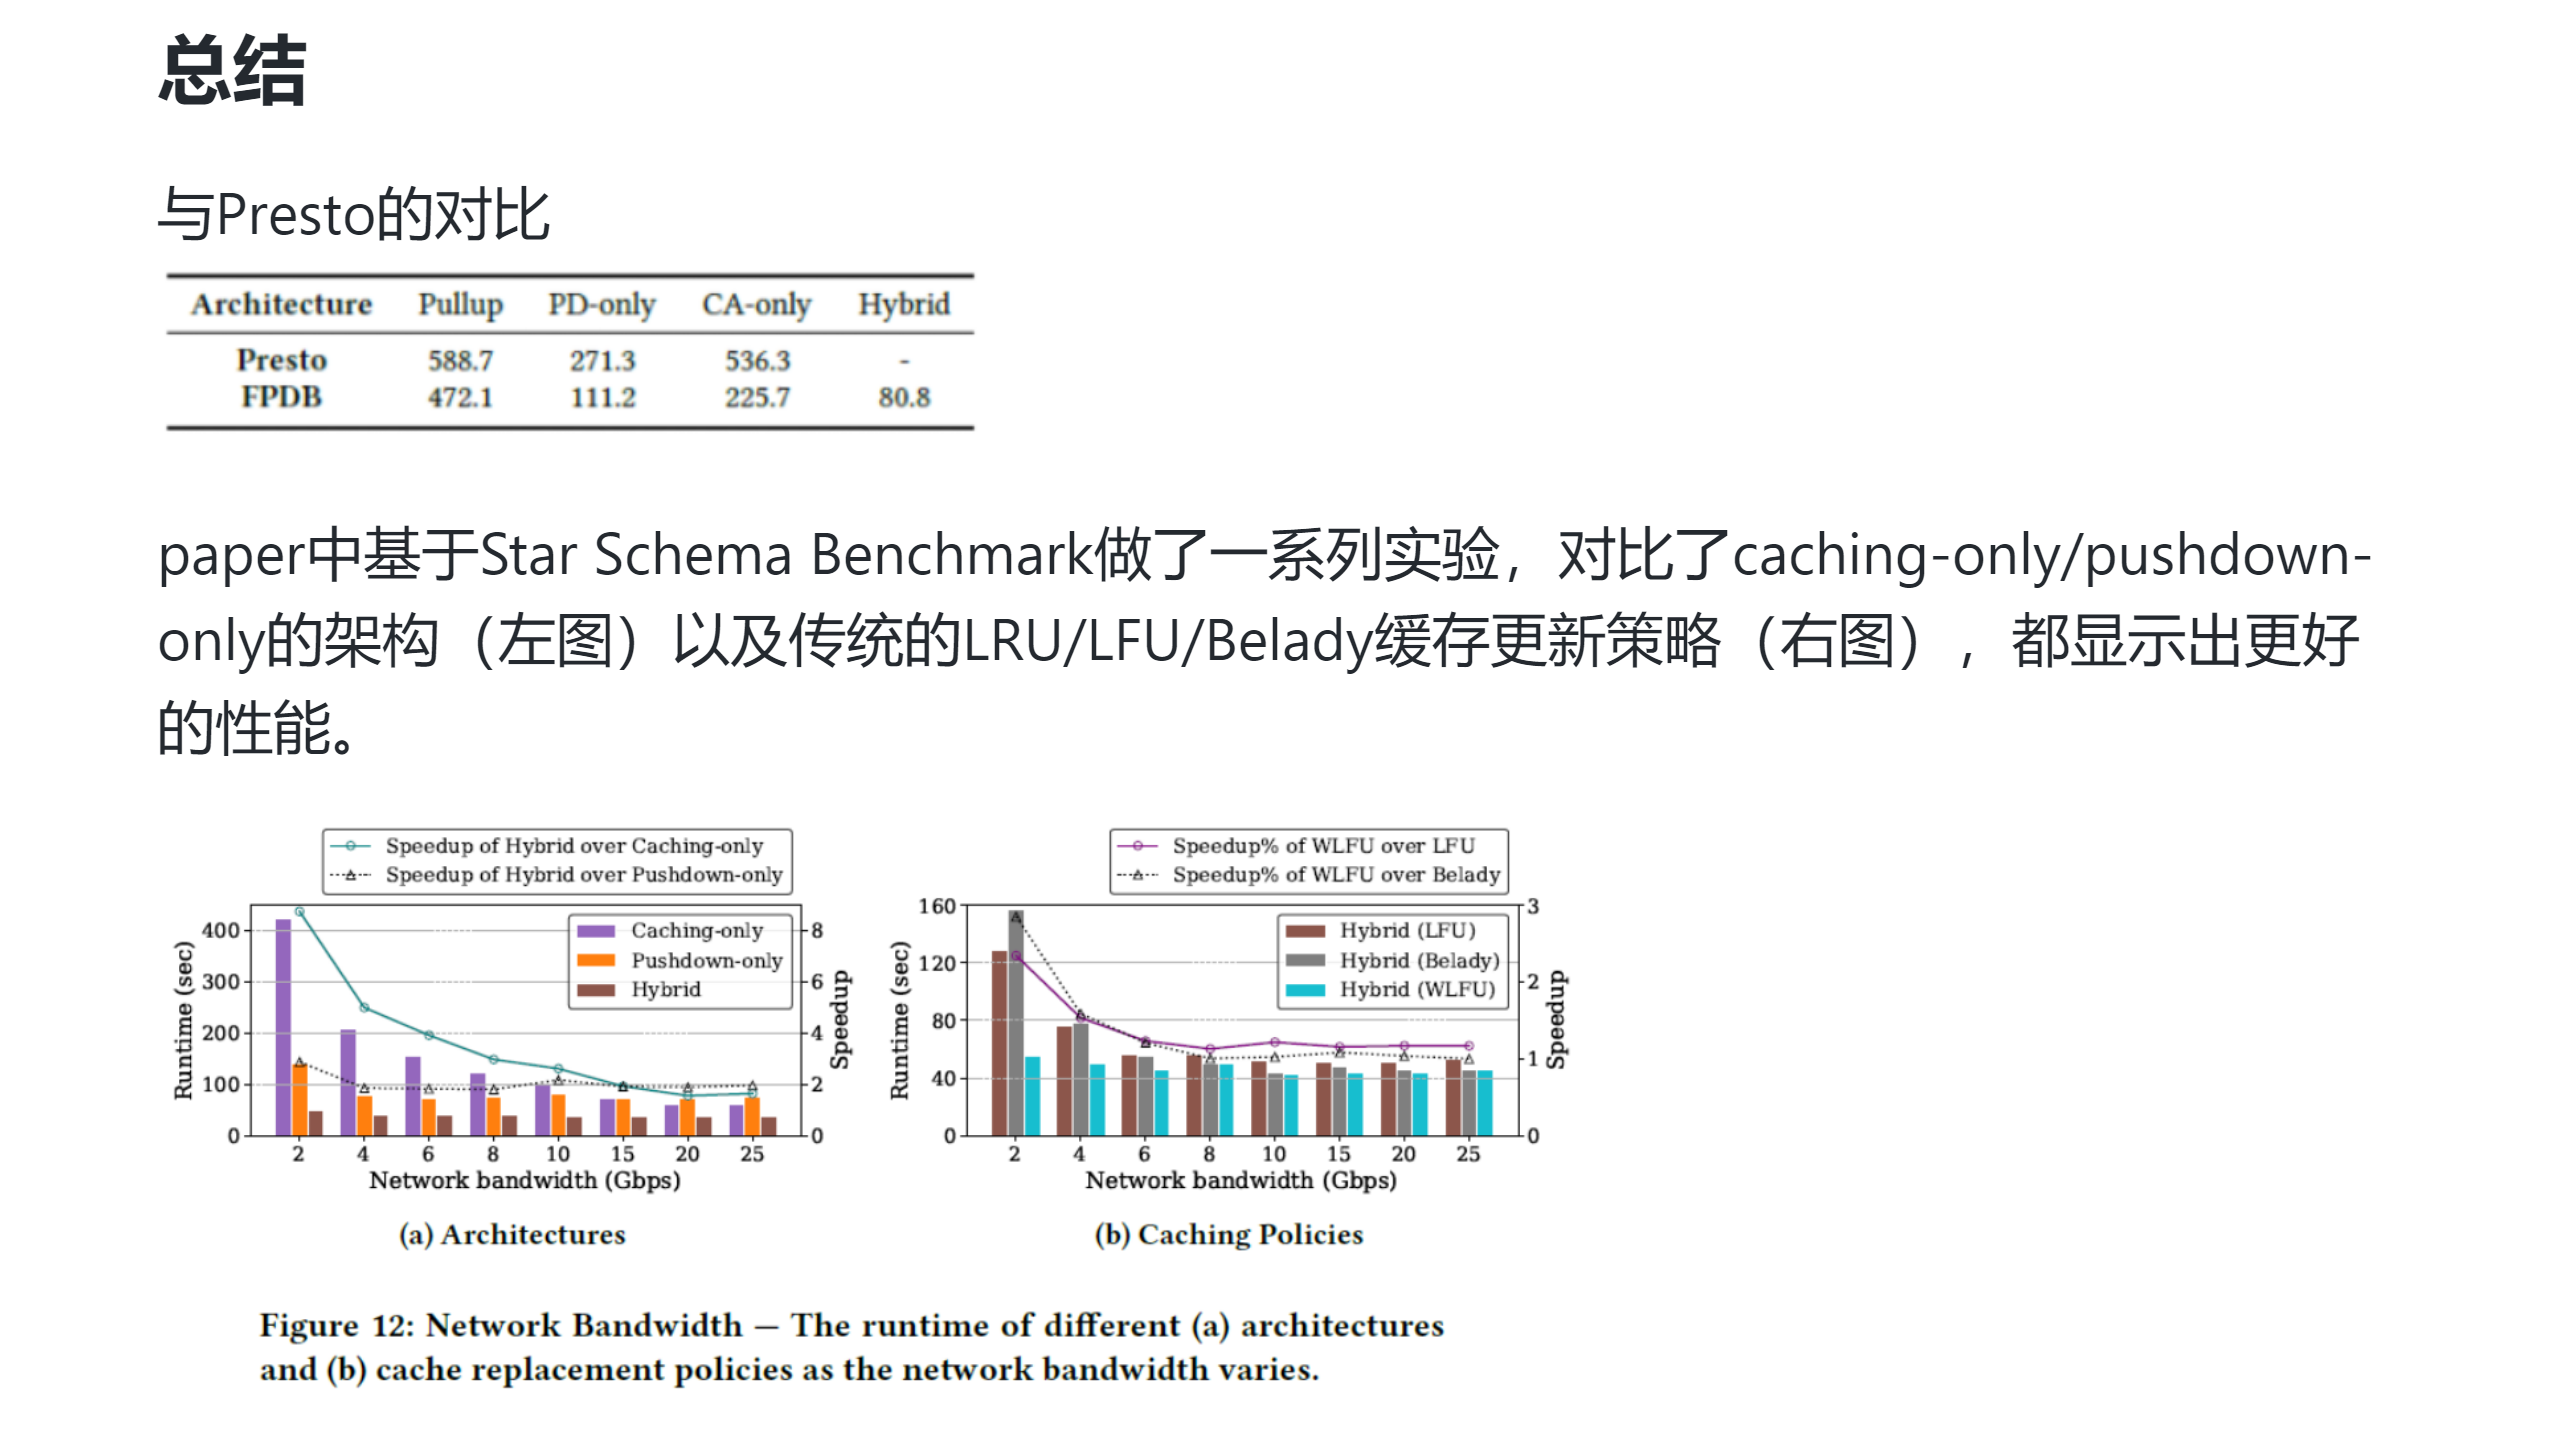 总结
与Presto的对比
Architecture Pullup PD-only CA-only Hybrid
Presto 588.7 271.3 536.3 -
FPDB 472.1 111.2 225.7 80.8
paper中基于Star Schema Benchmark做了一系列实验，对比了caching-only/pushdown-
only的架构（左图）以及传统的LRU/LFU/Belady缓存更新策略（右图），都显示出更好
的性能。
Speedup of Hybrid over Caching-only
Speedup of Hybrid over Pushdown-only
Caching-only
Pushdown-only
Hybrid
Runtime (sec)
400
300
200
100
0
8
6
4
2
0
Speedup
2 4 6 8 10 15 20 25
Network bandwidth (Gbps)
(a) Architectures
Speedup% of WLFU over LFU
Speedup% of WLFU over Belady
Hybrid (LFU)
Hybrid (Belady)
Hybrid (WLFU)
Runtime (sec)
160
120
80
40
0
3
2
1
0
Speedup
2 4 6 8 10 15 20 25
Network bandwidth (Gbps)
(b) Caching Policies
Figure 12: Network Bandwidth — The runtime of different (a) architectures
and (b) cache replacement policies as the network bandwidth varies.